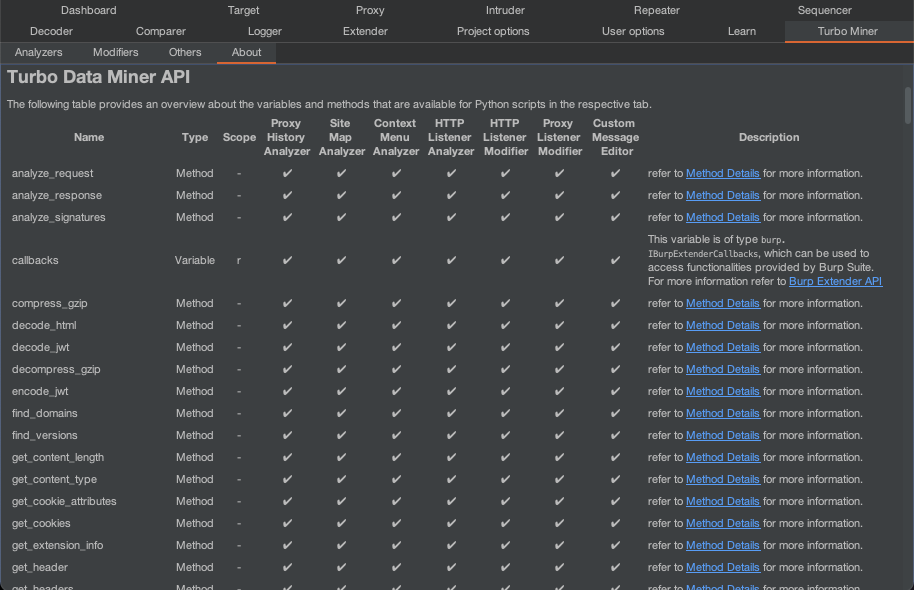 Dashboard Target Proxy Intruder Repeater Sequencer
Decoder Comparer Logger Extender Project options User options Learn Turbo Miner
Analyzers Modifiers Others About
Turbo Data Miner API
The following table provides an overview about the variables and methods that are available for Python scripts in the respective tab.
Name Type Scope Proxy History Analyzer Site Map Analyzer Context Menu Analyzer HTTP Listener Analyzer HTTP Listener Modifier Proxy Listener Modifier Custom Message Editor Description
analyze_request Method - ✔ ✔ ✔ ✔ ✔ ✔ ✔ refer to Method Details for more information.
analyze_response Method - ✔ ✔ ✔ ✔ ✔ ✔ ✔ refer to Method Details for more information.
analyze_signatures Method - ✔ ✔ ✔ ✔ ✔ ✔ ✔ refer to Method Details for more information.
callbacks Variable r ✔ ✔ ✔ ✔ ✔ ✔ ✔ This variable is of type burp.
IBurpExtenderCallbacks, which can be used to
access functionalities provided by Burp Suite.
For more information refer to Burp Extender API
compress_gzip Method - ✔ ✔ ✔ ✔ ✔ ✔ ✔ refer to Method Details for more information.
decode_html Method - ✔ ✔ ✔ ✔ ✔ ✔ ✔ refer to Method Details for more information.
decode_jwt Method - ✔ ✔ ✔ ✔ ✔ ✔ ✔ refer to Method Details for more information.
decompress_gzip Method - ✔ ✔ ✔ ✔ ✔ ✔ ✔ refer to Method Details for more information.
encode_jwt Method - ✔ ✔ ✔ ✔ ✔ ✔ ✔ refer to Method Details for more information.
find_domains Method - ✔ ✔ ✔ ✔ ✔ ✔ ✔ refer to Method Details for more information.
find_versions Method - ✔ ✔ ✔ ✔ ✔ ✔ ✔ refer to Method Details for more information.
get_content_length Method - ✔ ✔ ✔ ✔ ✔ ✔ ✔ refer to Method Details for more information.
get_content_type Method - ✔ ✔ ✔ ✔ ✔ ✔ ✔ refer to Method Details for more information.
get_cookie_attributes Method - ✔ ✔ ✔ ✔ ✔ ✔ ✔ refer to Method Details for more information.
get_cookies Method - ✔ ✔ ✔ ✔ ✔ ✔ ✔ refer to Method Details for more information.
get_extension_info Method - ✔ ✔ ✔ ✔ ✔ ✔ ✔ refer to Method Details for more information.
get_header Method - ✔ ✔ ✔ ✔ ✔ ✔ ✔ refer to Method Details for more information.
get_headers Method - ✔ ✔ ✔ ✔ ✔ ✔ ✔ refer to Method Details for more information.